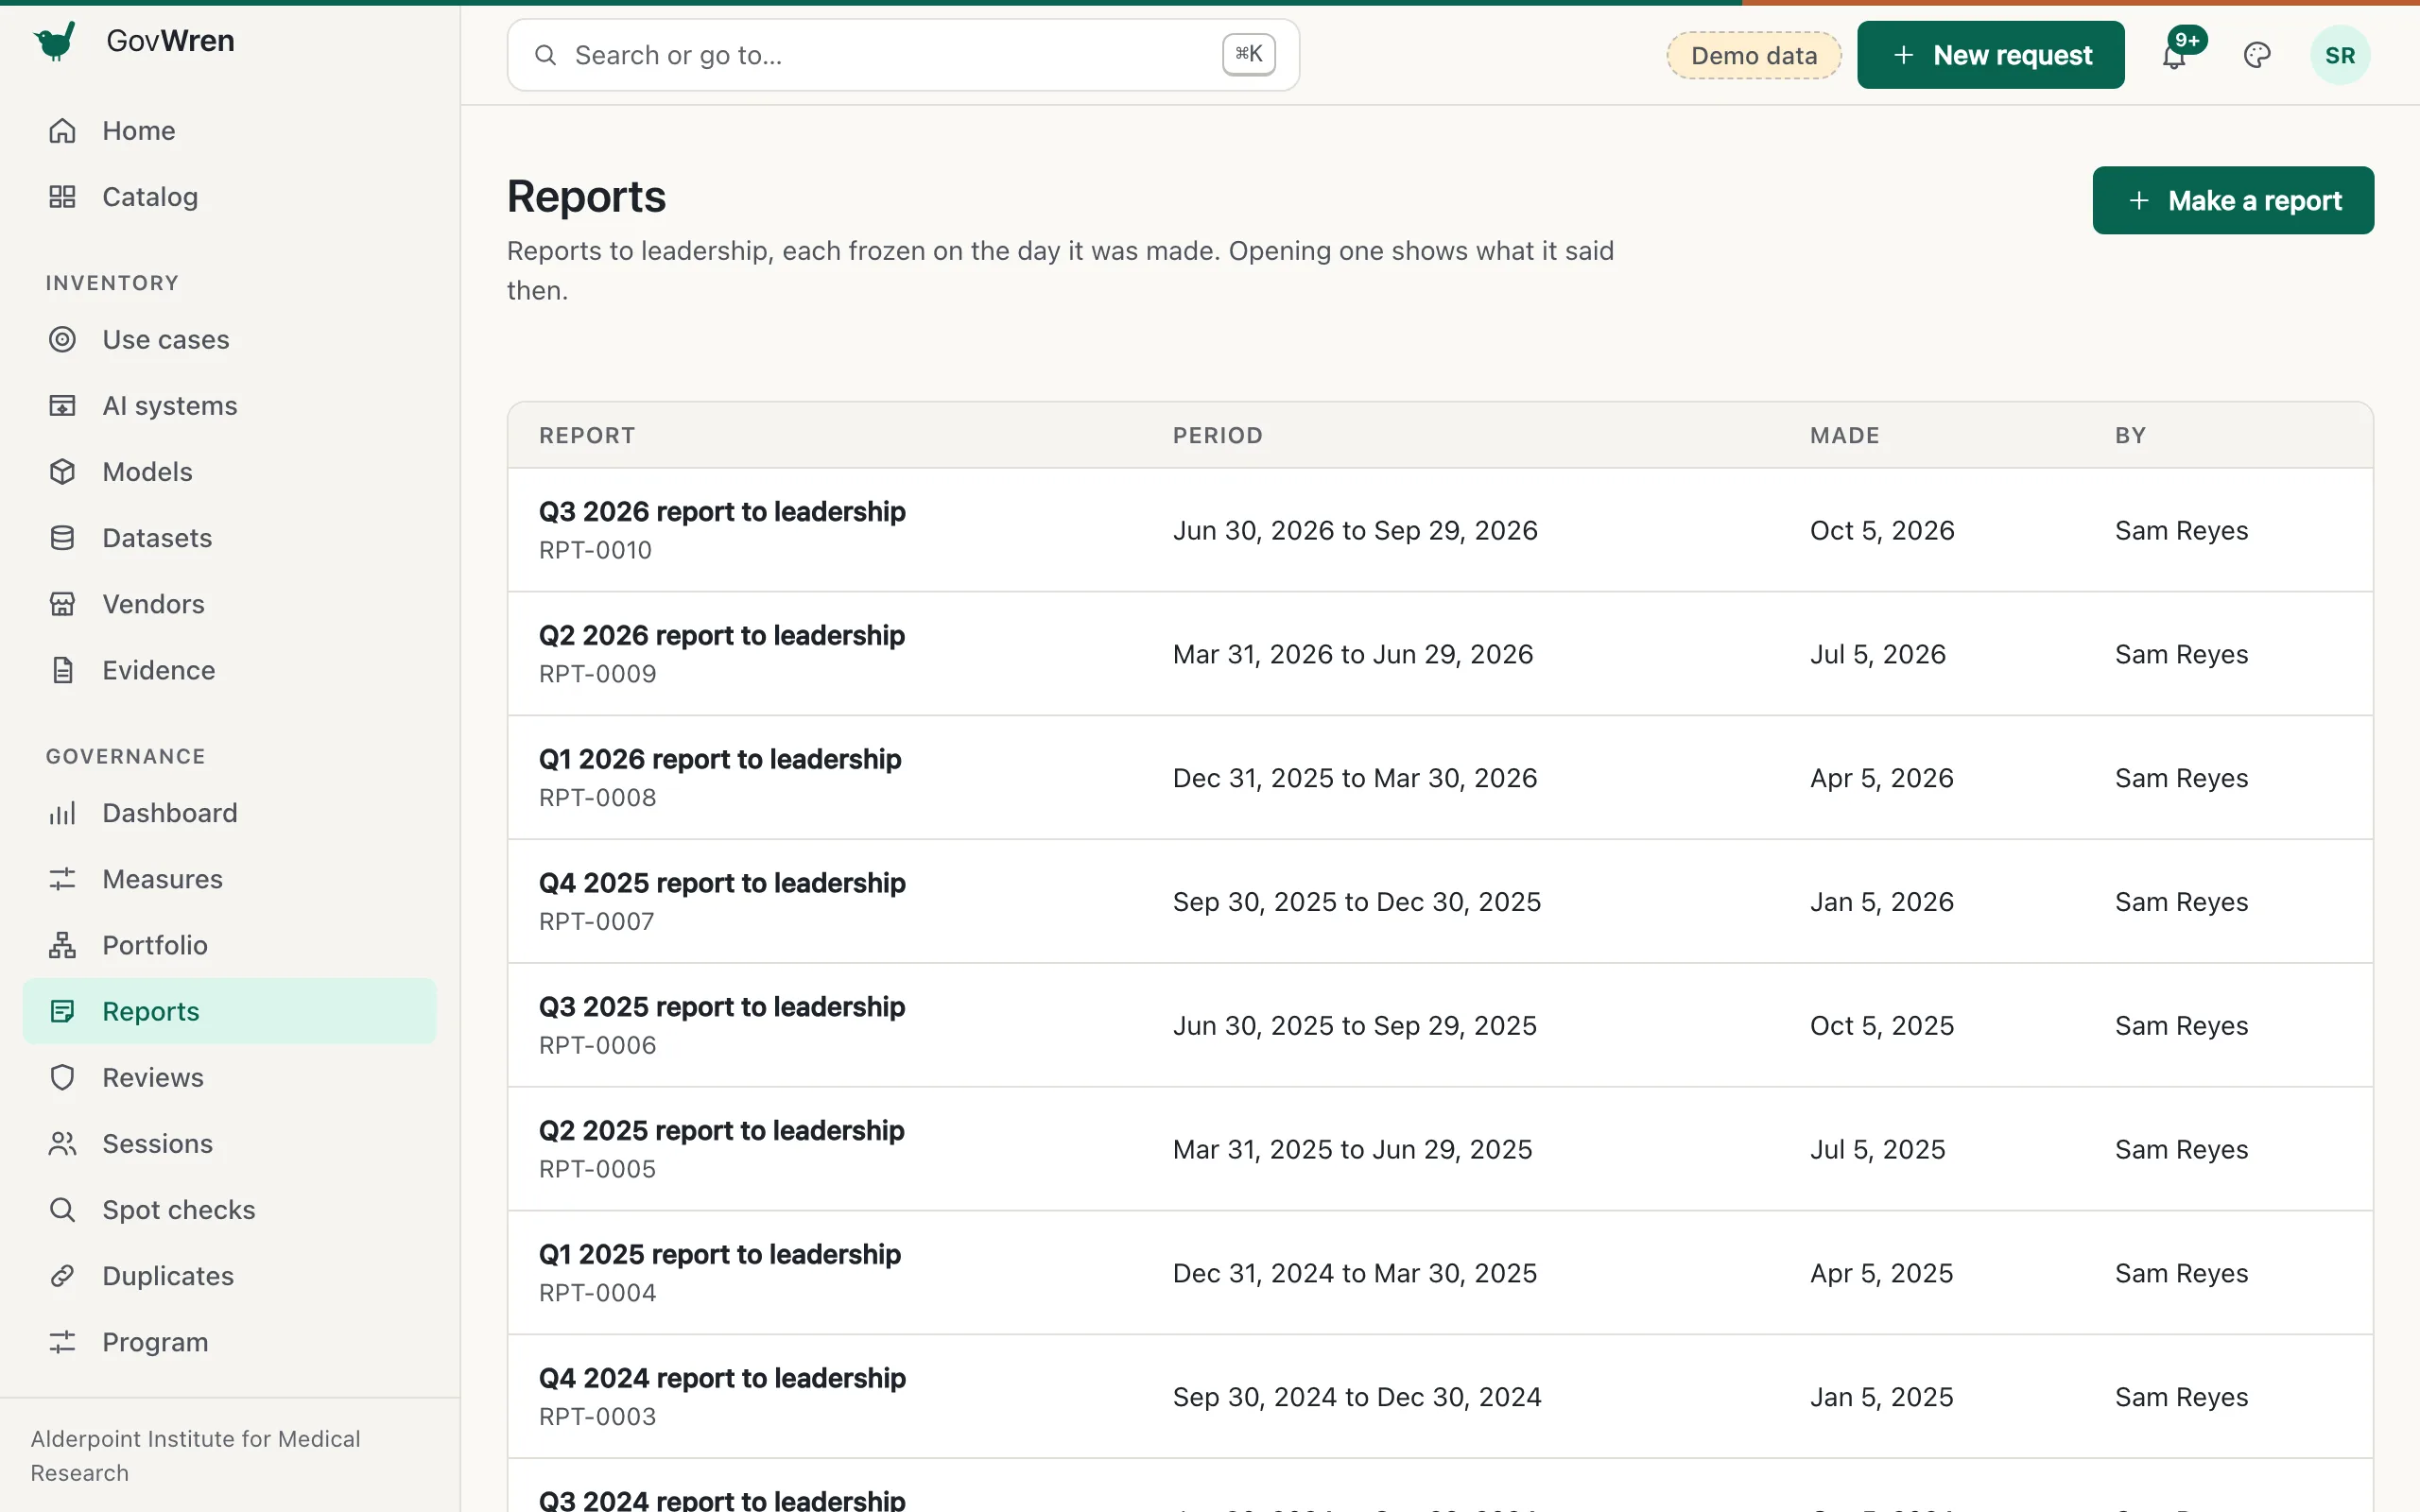 GovWren
Search or go to...
⌘K
Demo data
New request
9+
SR
Home
Catalog
INVENTORY
Use cases
AI systems
Models
Datasets
Vendors
Evidence
GOVERNANCE
Dashboard
Measures
Portfolio
Reports
Reviews
Sessions
Spot checks
Duplicates
Program
Alderpoint Institute for Medical
Research
Reports
Reports to leadership, each frozen on the day it was made. Opening one shows what it said
then.
Make a report
REPORT PERIOD MADE BY
Q3 2026 report to leadership
RPT-0010
Jun 30, 2026 to Sep 29, 2026 Oct 5, 2026 Sam Reyes
Q2 2026 report to leadership
RPT-0009
Mar 31, 2026 to Jun 29, 2026 Jul 5, 2026 Sam Reyes
Q1 2026 report to leadership
RPT-0008
Dec 31, 2025 to Mar 30, 2026 Apr 5, 2026 Sam Reyes
Q4 2025 report to leadership
RPT-0007
Sep 30, 2025 to Dec 30, 2025 Jan 5, 2026 Sam Reyes
Q3 2025 report to leadership
RPT-0006
Jun 30, 2025 to Sep 29, 2025 Oct 5, 2025 Sam Reyes
Q2 2025 report to leadership
RPT-0005
Mar 31, 2025 to Jun 29, 2025 Jul 5, 2025 Sam Reyes
Q1 2025 report to leadership
RPT-0004
Dec 31, 2024 to Mar 30, 2025 Apr 5, 2025 Sam Reyes
Q4 2024 report to leadership
RPT-0003
Sep 30, 2024 to Dec 30, 2024 Jan 5, 2025 Sam Reyes
Q3 2024 report to leadership